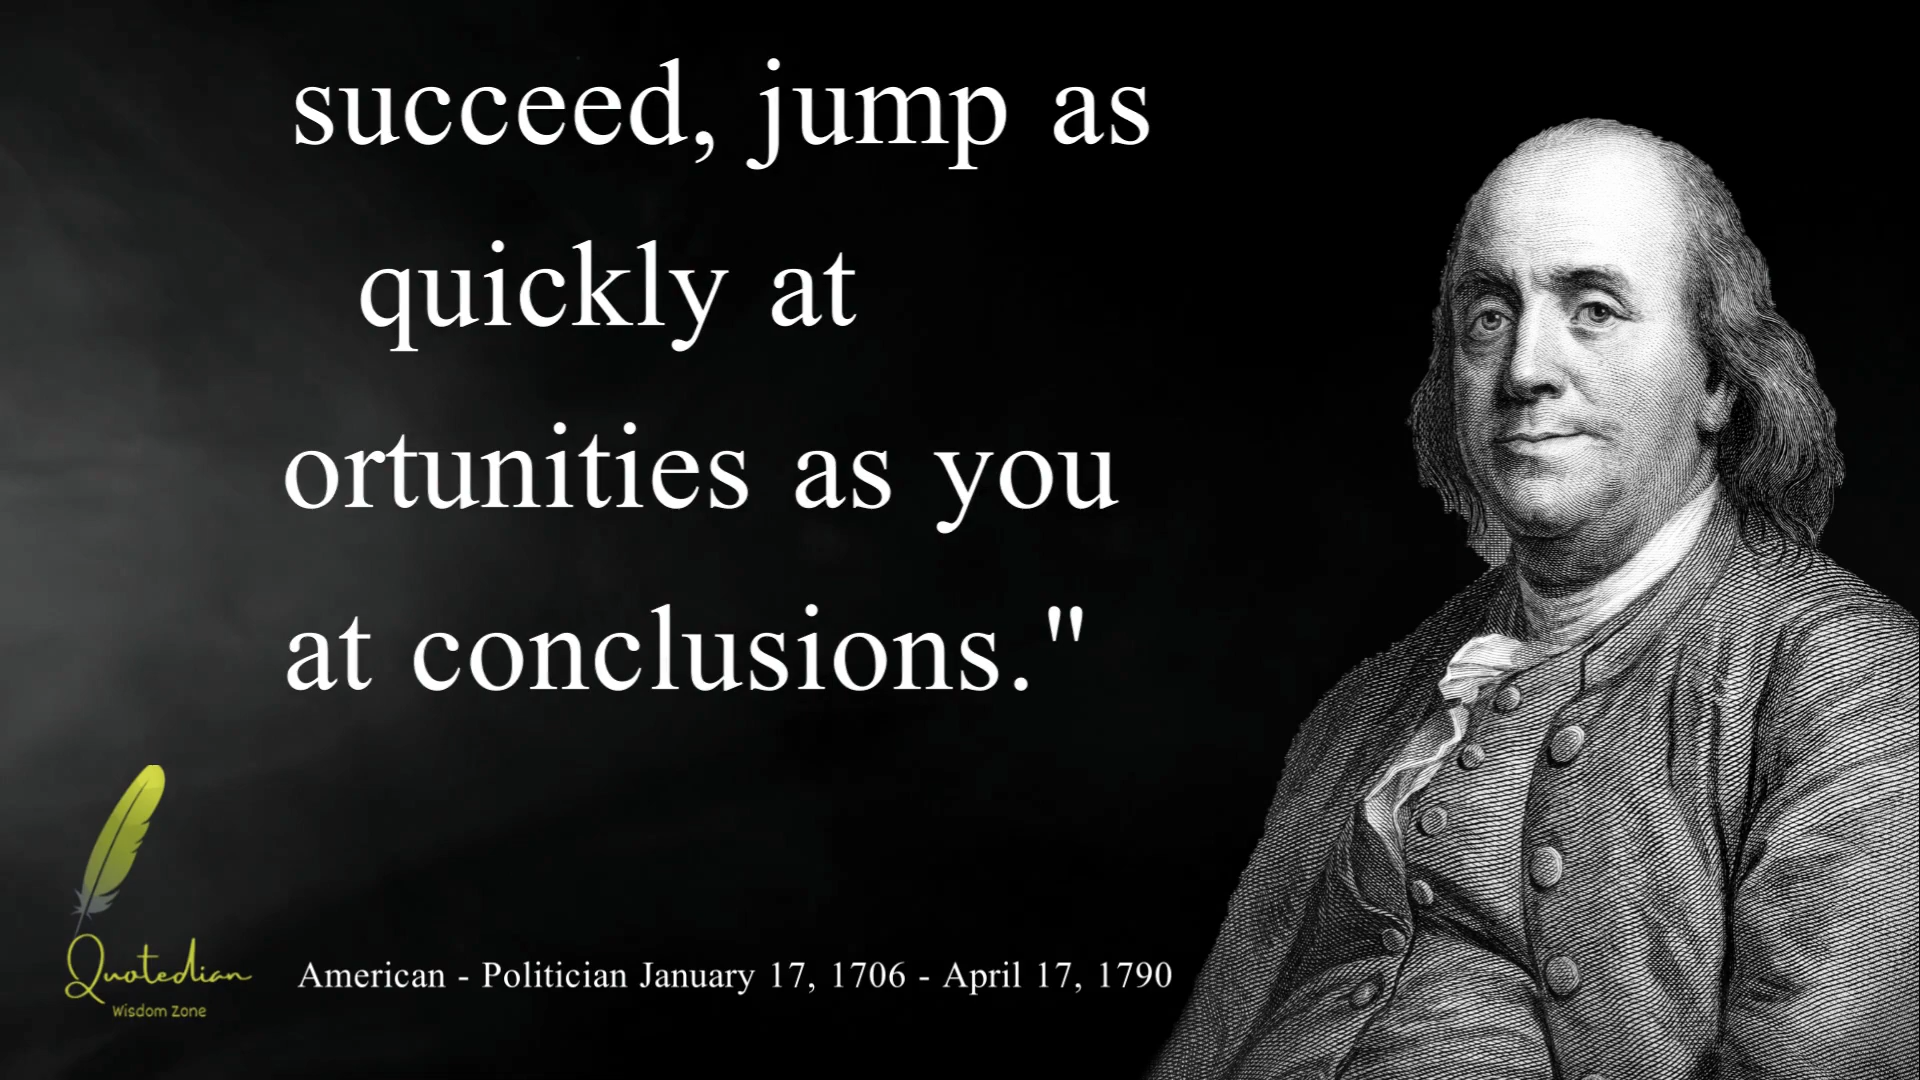 succeed, jump as
quickly at
ortunities as you
at conclusions."
Quotedian
Wisdom Zone
American - Politician January 17, 1706 - April 17, 1790